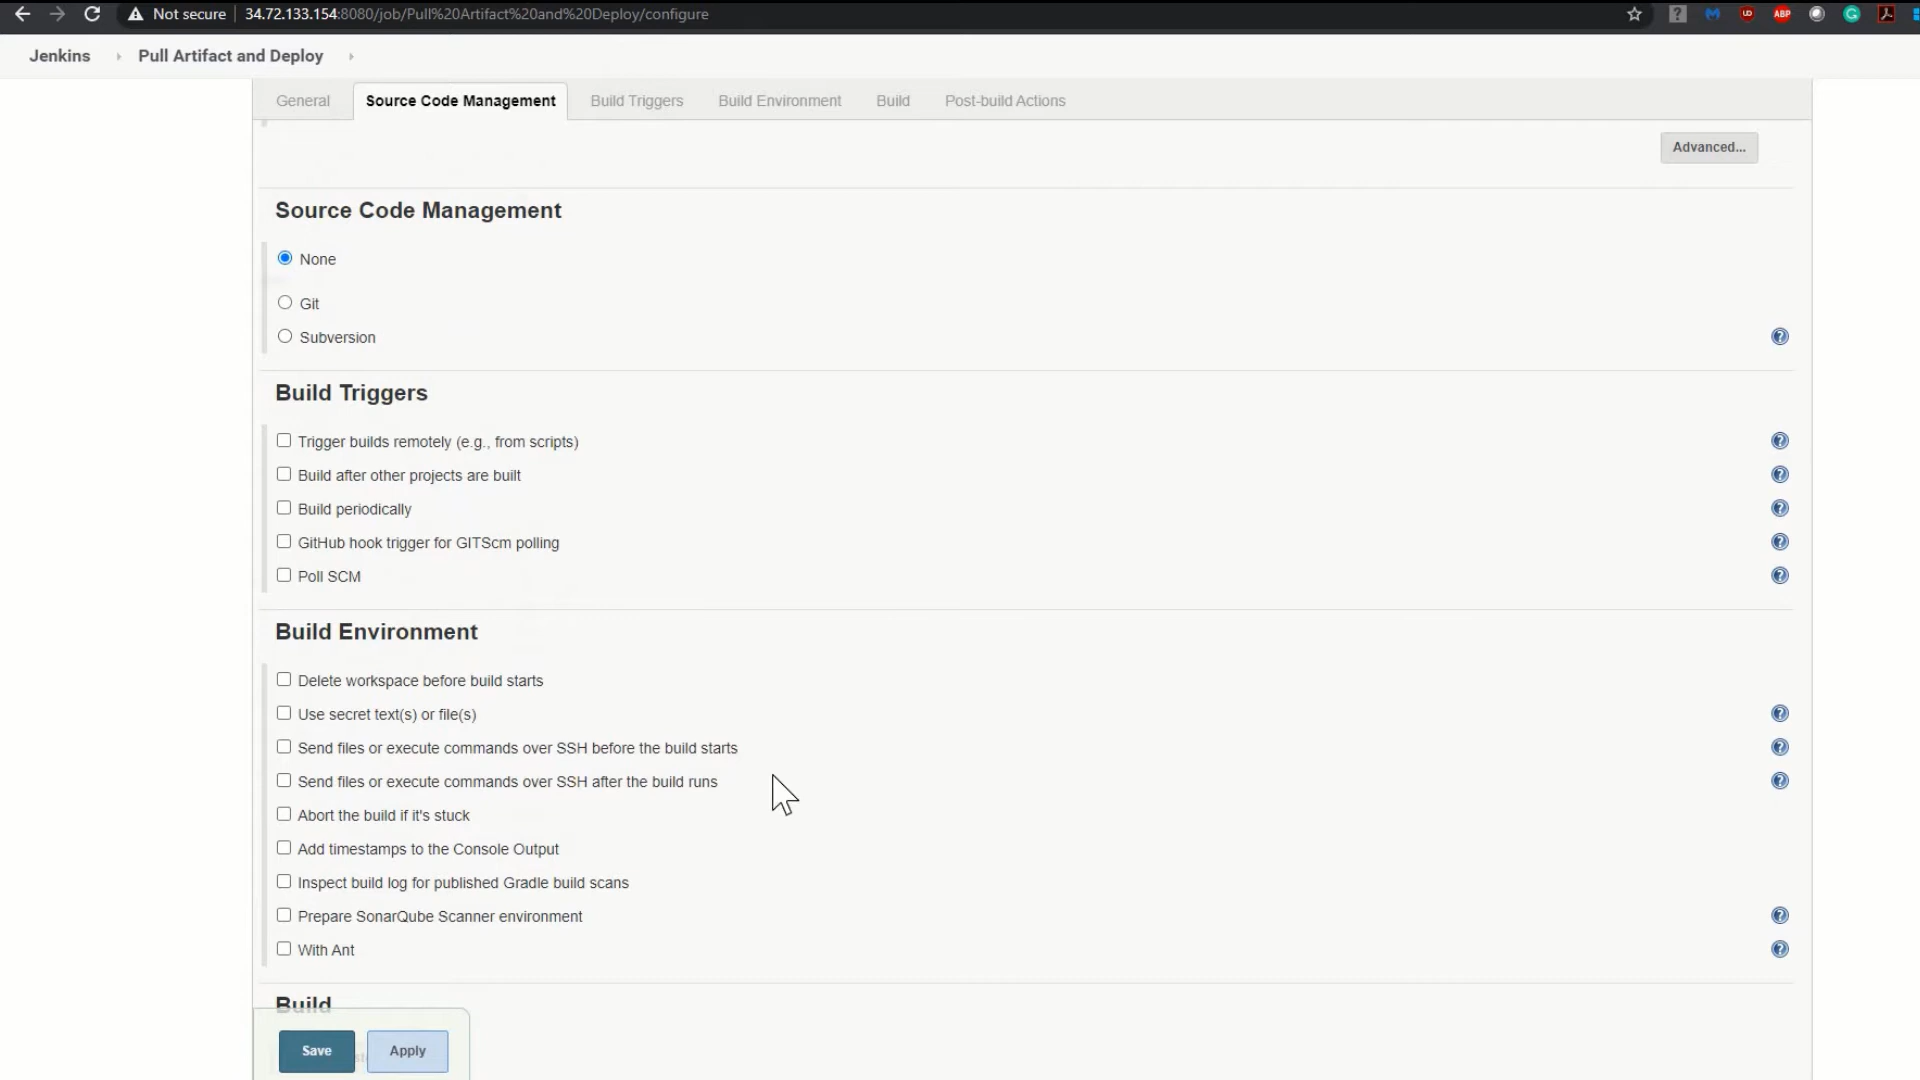 Not secure 34.72.133.154:8080/job/Pull%20Artifact%20and%20Deploy/configure
UD
ABP
G
Jenkins
Pull Artifact and Deploy
General
Source Code Management
Build Triggers
Build Environment
Build
Post-build Actions
Advanced...
Source Code Management
None
Git
Subversion
?
Build Triggers
Trigger builds remotely (e.g., from scripts)
?
Build after other projects are built
?
Build periodically
?
GitHub hook trigger for GITScm polling
?
Poll SCM
?
Build Environment
Delete workspace before build starts
Use secret text(s) or file(s)
?
Send files or execute commands over SSH before the build starts
?
Send files or execute commands over SSH after the build runs
?
Abort the build if it's stuck
Add timestamps to the Console Output
Inspect build log for published Gradle build scans
Prepare SonarQube Scanner environment
?
With Ant
?
Build
Save
Apply